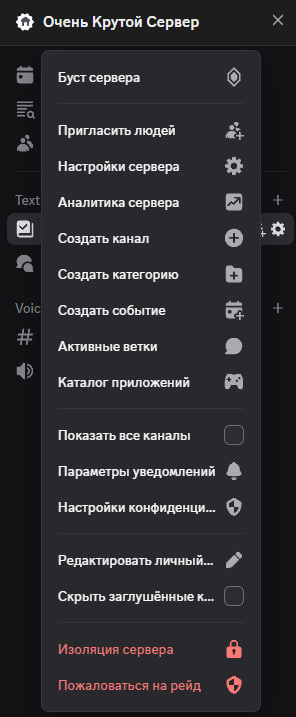 Очень Крутой Сервер
Буст сервера
Пригласить людей
Настройки сервера
Аналитика сервера
Text
Создать канал
Создать категорию
Создать событие
Voic
Активные ветки
Каталог приложений
Показать все каналы
Параметры уведомлений
Настройки конфиденци...
Редактировать личный...
Скрыть заглушённые к...
Изоляция сервера
Пожаловаться на рейд